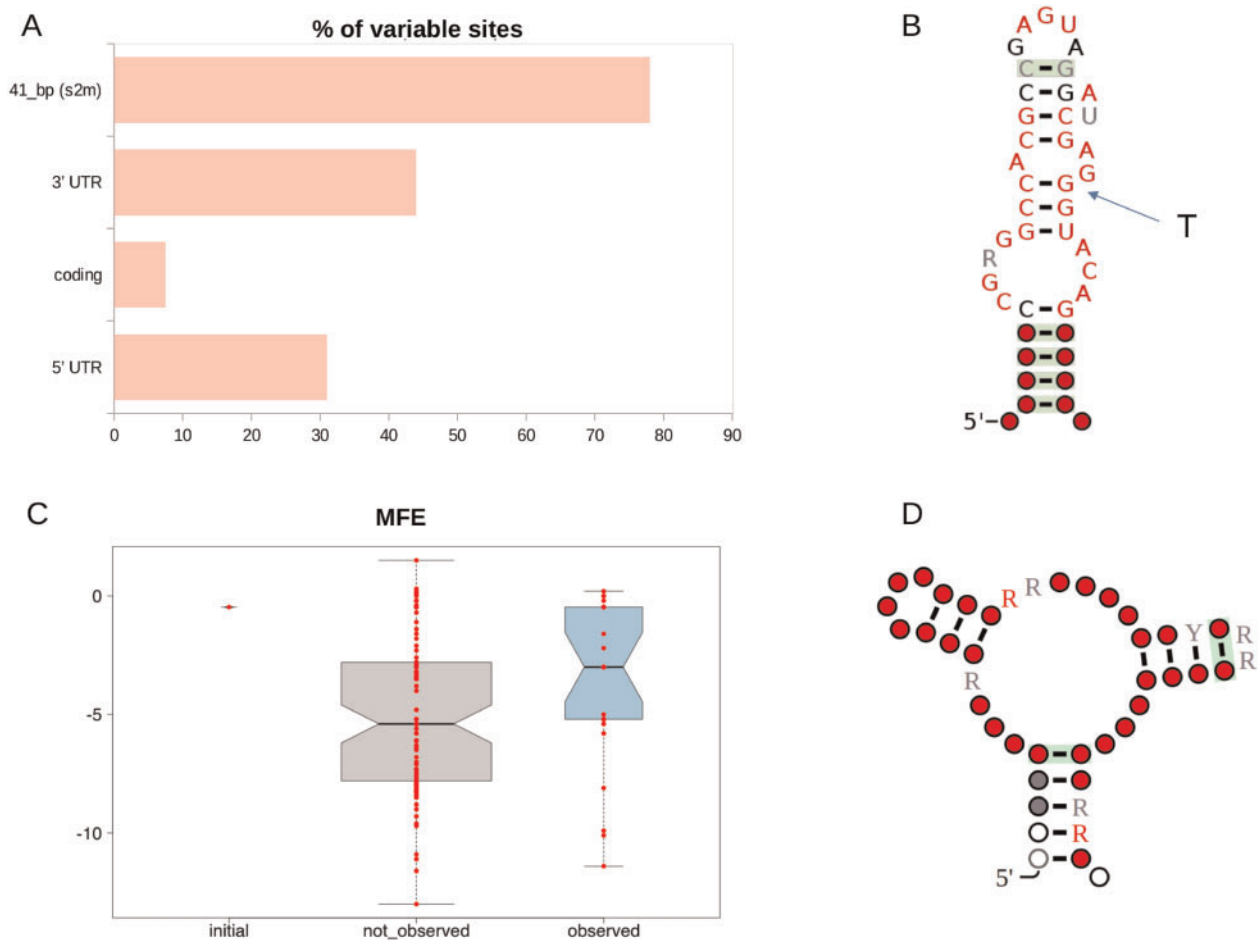 A
% of variable sites
41_bp (s2m)
3' UTR
coding
5' UTR
0 10 20 30 40 50 60 70 80 90
B
A G U
G A
C G
C G A
G C U
C G
A A
C G G
C G
G U
G A
R C
G A
C C G
T
5'
C
MFE
0
-5
-10
initial not_observed observed
D
R R
Y R
R
R
R
R
5'